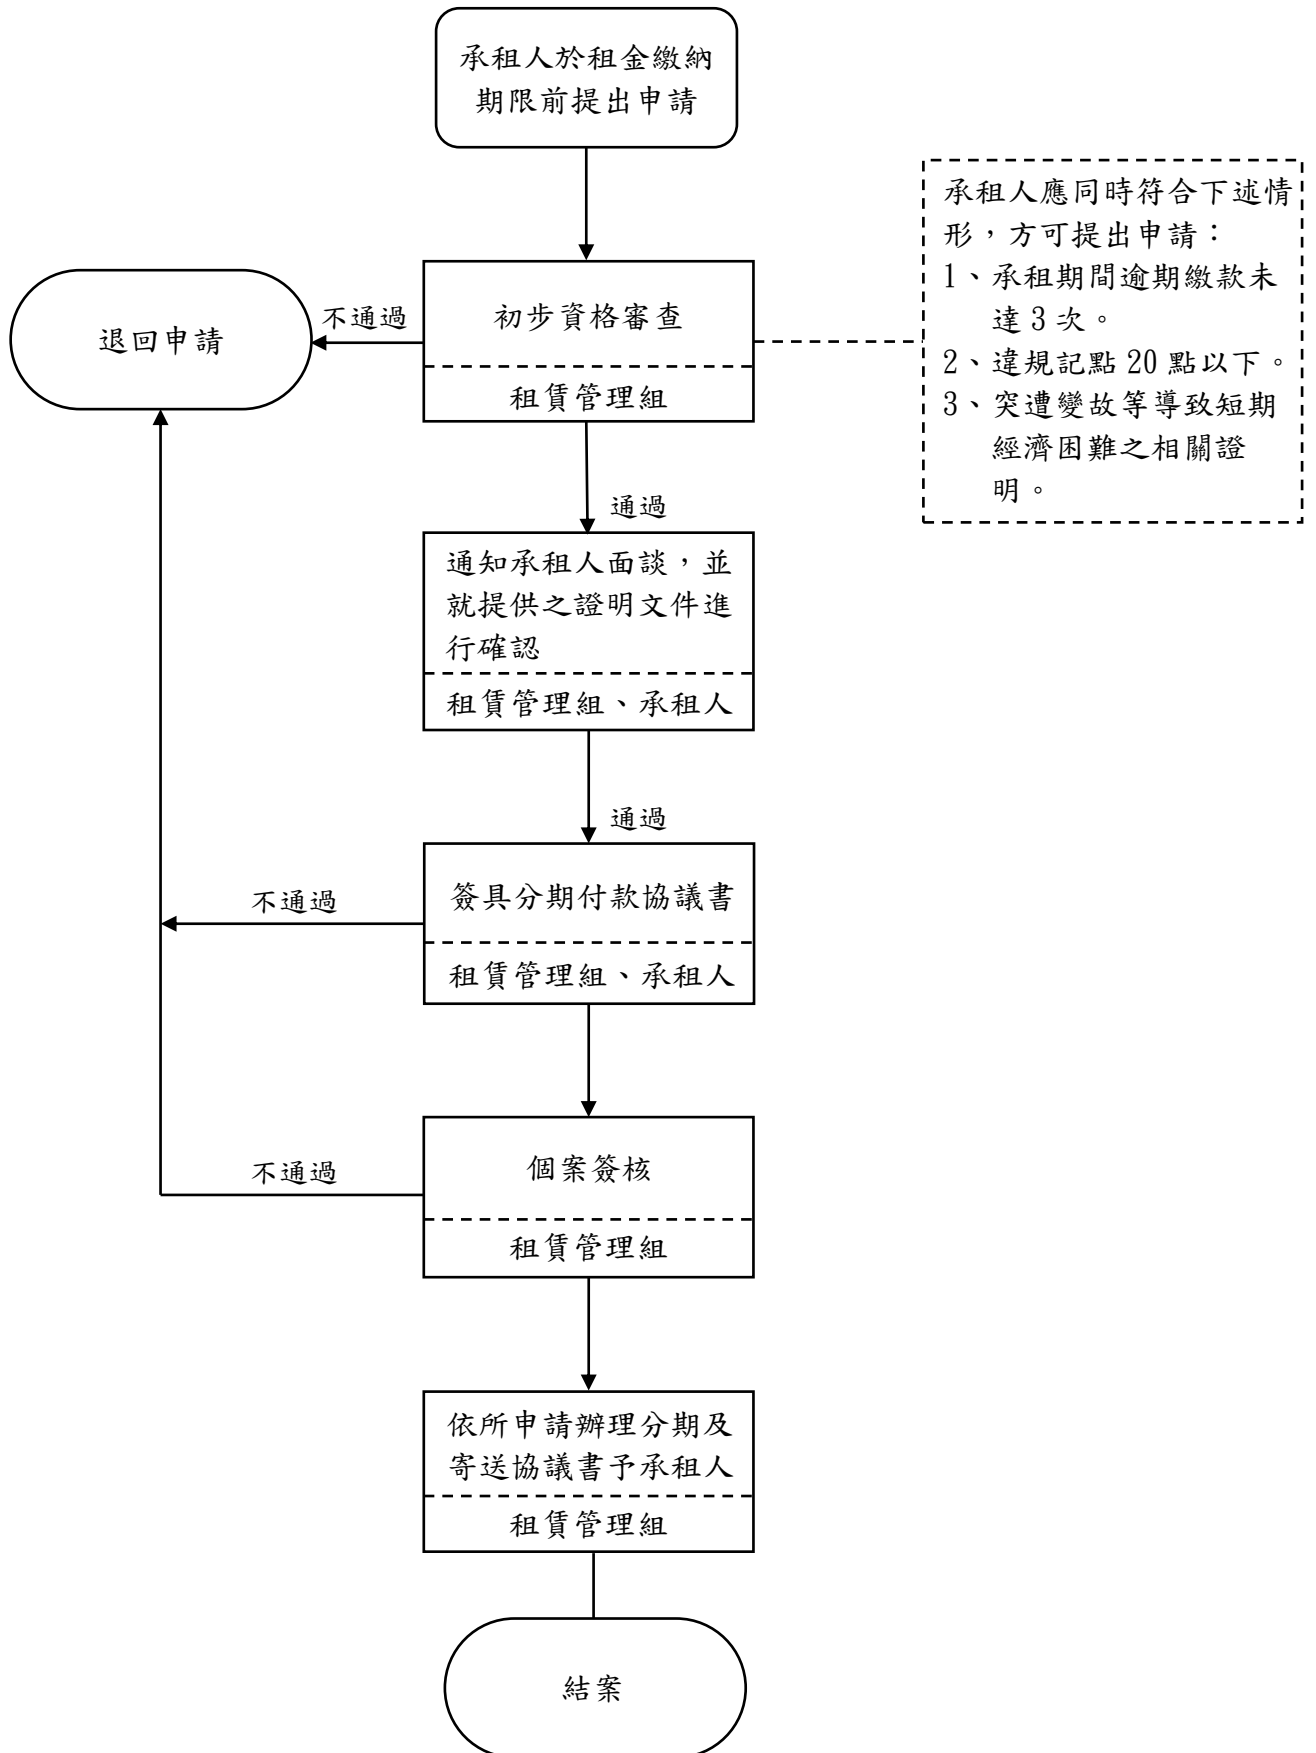 承租人於租金繳納
期限前提出申請
承租人應同時符合下述情
形，方可提出申請：
1、承租期間逾期繳款未
達3次。
2、違規記點20點以下。
3、突遭變故等導致短期
經濟困難之相關證
明。
初步資格審查
租賃管理組
不通過
退回申請
通過
通知承租人面談，並
就提供之證明文件進
行確認
租賃管理組、承租人
通過
簽具分期付款協議書
租賃管理組、承租人
不通過
個案簽核
租賃管理組
不通過
依所申請辦理分期及
寄送協議書予承租人
租賃管理組
結案